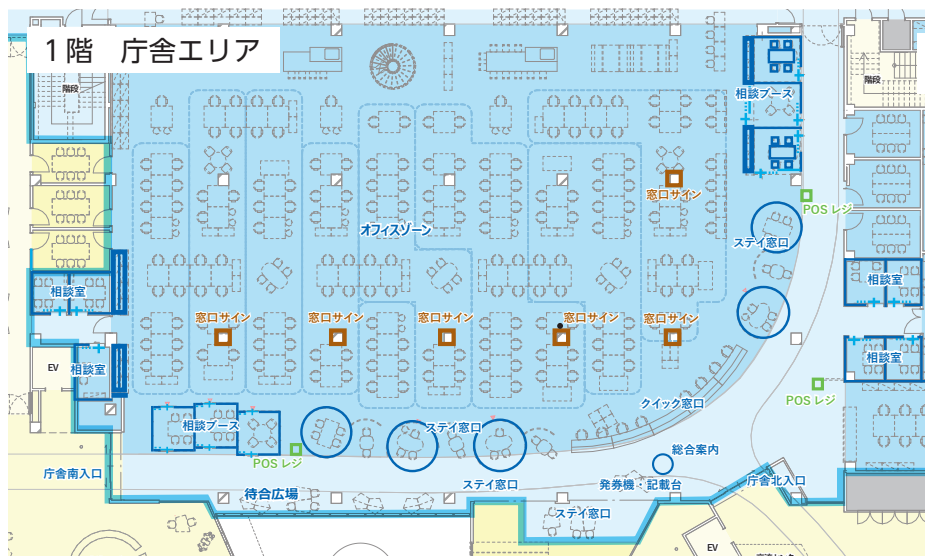 1階　庁舎エリア
階段
階段
相談ブース
窓口サイン
POSレジ
オフィスゾーン
ステイ窓口
相談室
相談室
窓口サイン
窓口サイン
窓口サイン
窓口サイン
窓口サイン
EV
相談室
相談室
クイック窓口
POSレジ
相談ブース
ステイ窓口
POSレジ
総合案内
庁舎南入口
ステイ窓口
発券機・記載台
庁舎北入口
待合広場
ステイ窓口
EV